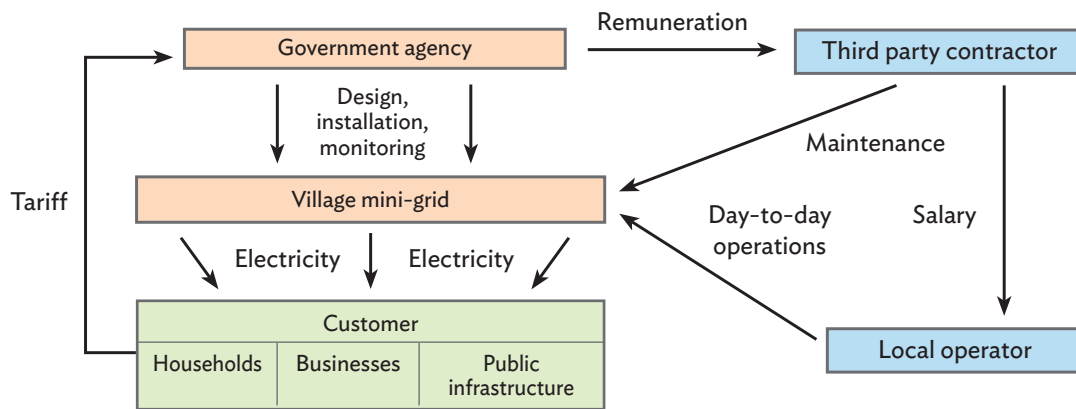 Remuneration
Government agency
Third party contractor
Design,
installation,
monitoring
Maintenance
Tariff
Village mini-grid
Day-to-day
operations
Salary
Electricity
Electricity
Customer
Households
Businesses
Public
infrastructure
Local operator